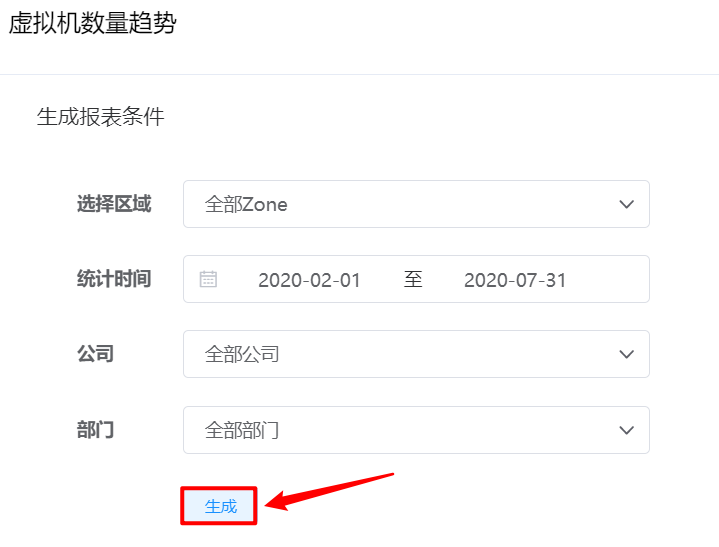 虚拟机数量趋势
生成报表条件
选择区域 全部Zone
统计时间 2020-02-01 至 2020-07-31
公司 全部公司
部门 全部部门
生成